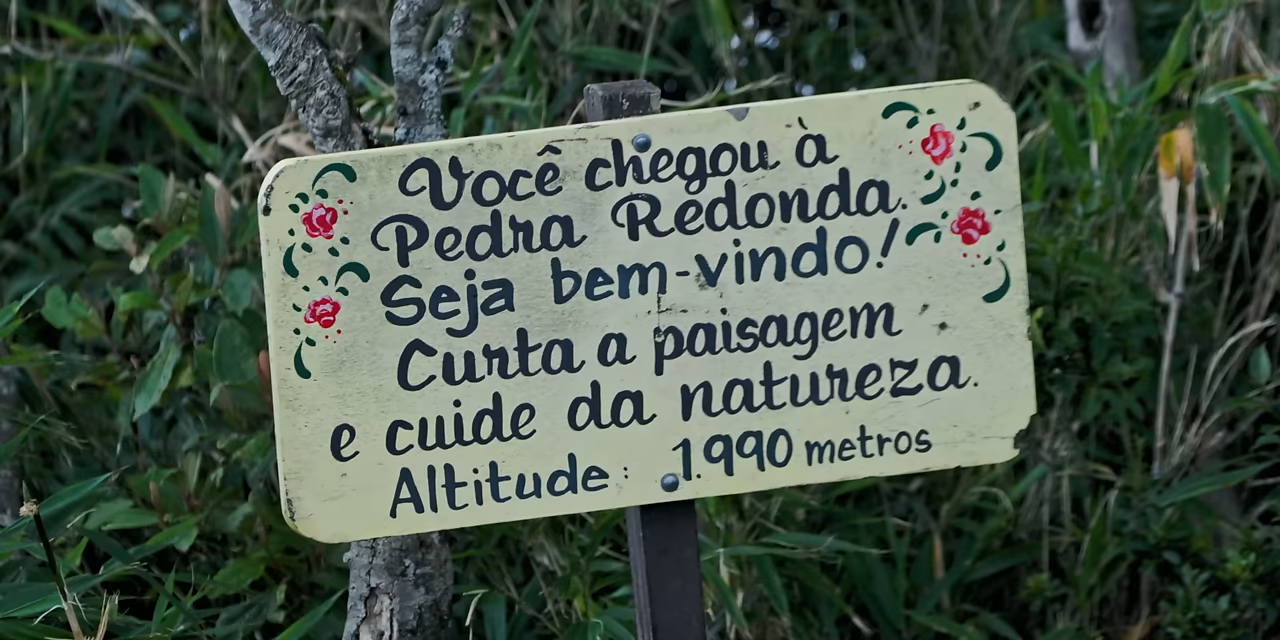 Você chegou à
Pedra Redonda.
Seja bem-vindo!
Curta a paisagem
e cuide da natureza.
Altitude: 1.990 metros